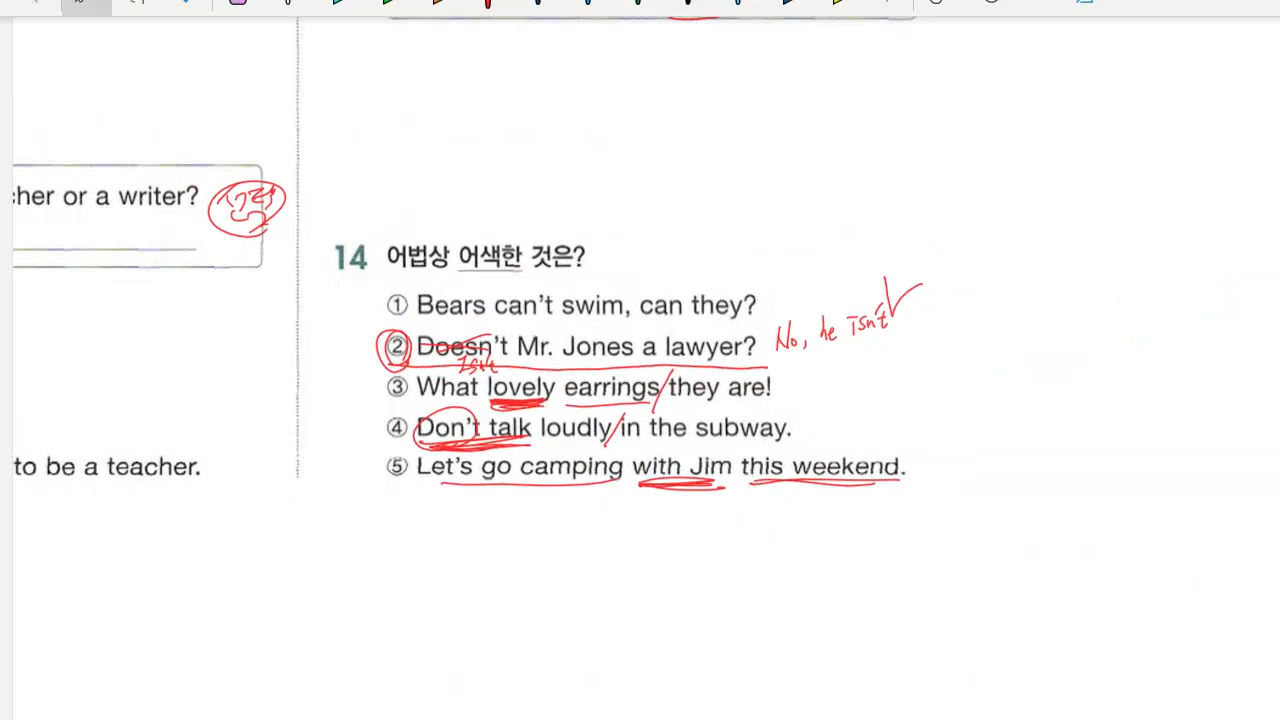 cher or a writer?
to be a teacher.
14 어법상 어색한 것은?
① Bears can't swim, can they?
② Doesn't Mr. Jones a lawyer? No, he isn't
Isn't
③ What lovely earrings they are!
④ Don't talk loudly in the subway.
⑤ Let's go camping with Jim this weekend.